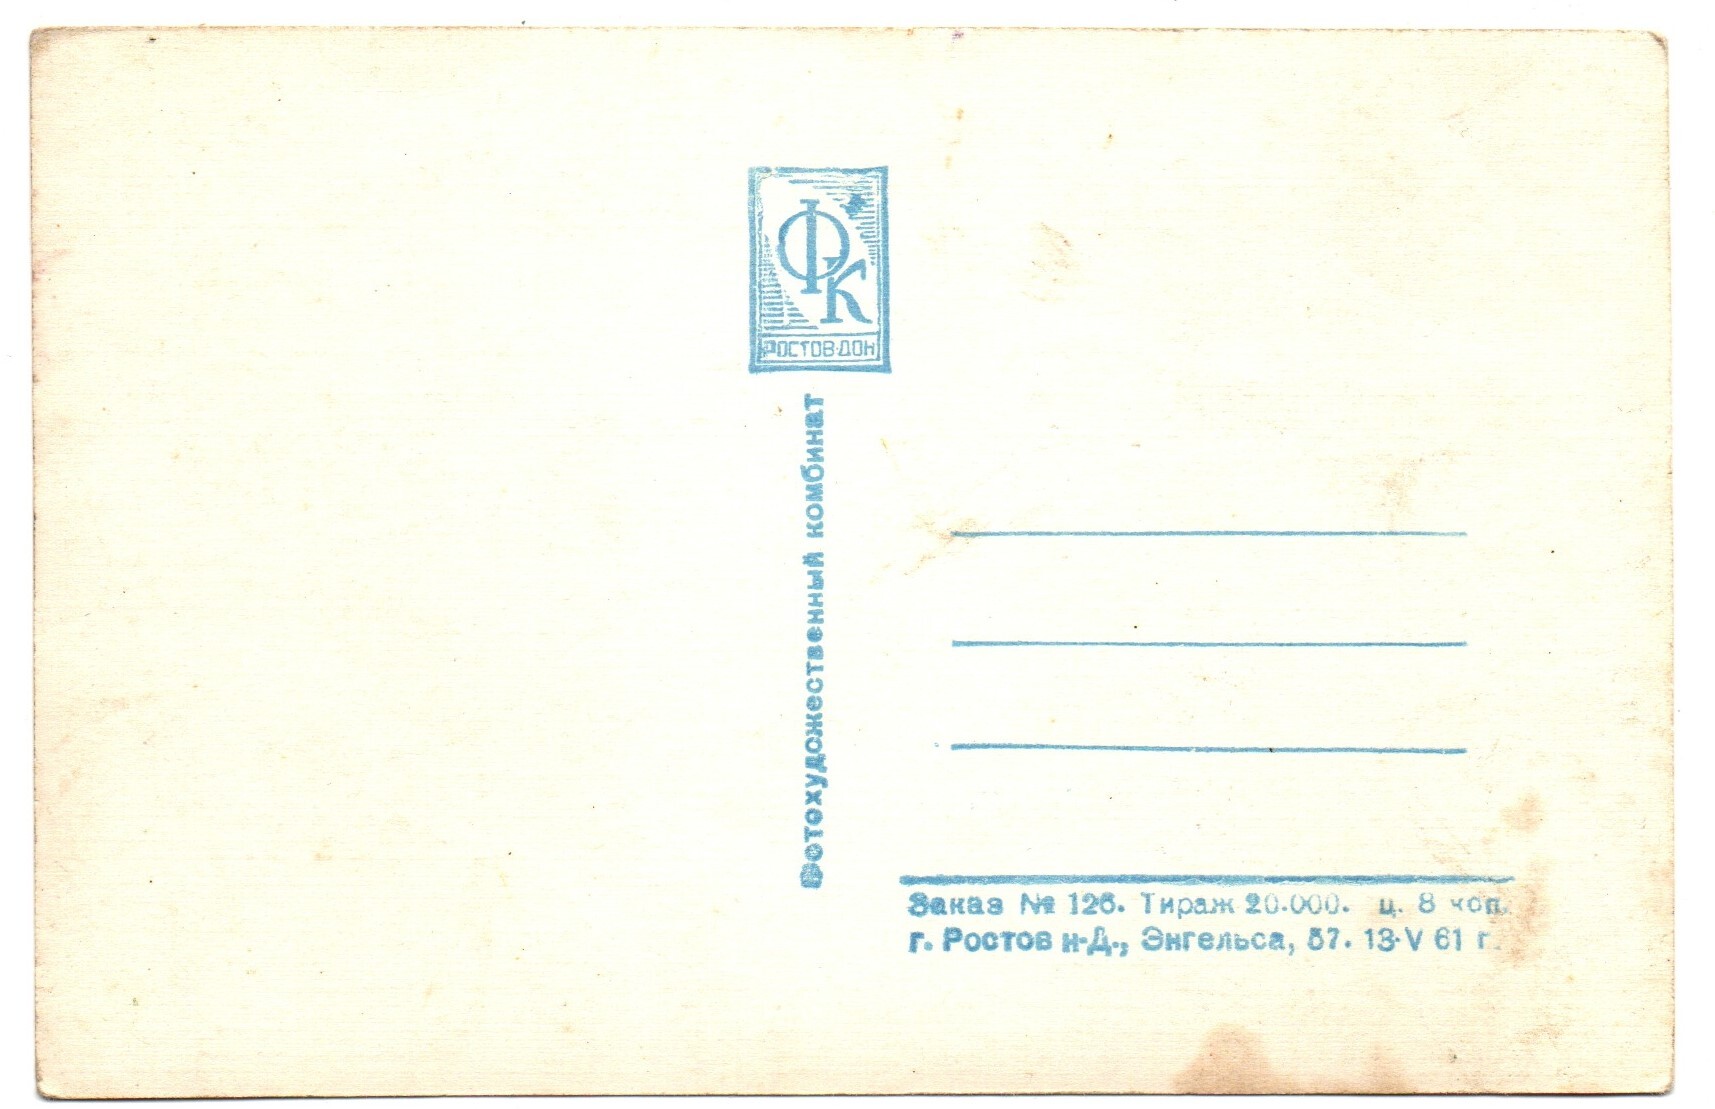 ФК
РОСТОВ-ДОН
Фотохудожественный комбинат
Заказ № 126. Тираж 20.000. ц. 8 коп.
г. Ростов н-Д., Энгельса, 57. 13·V 61 г.